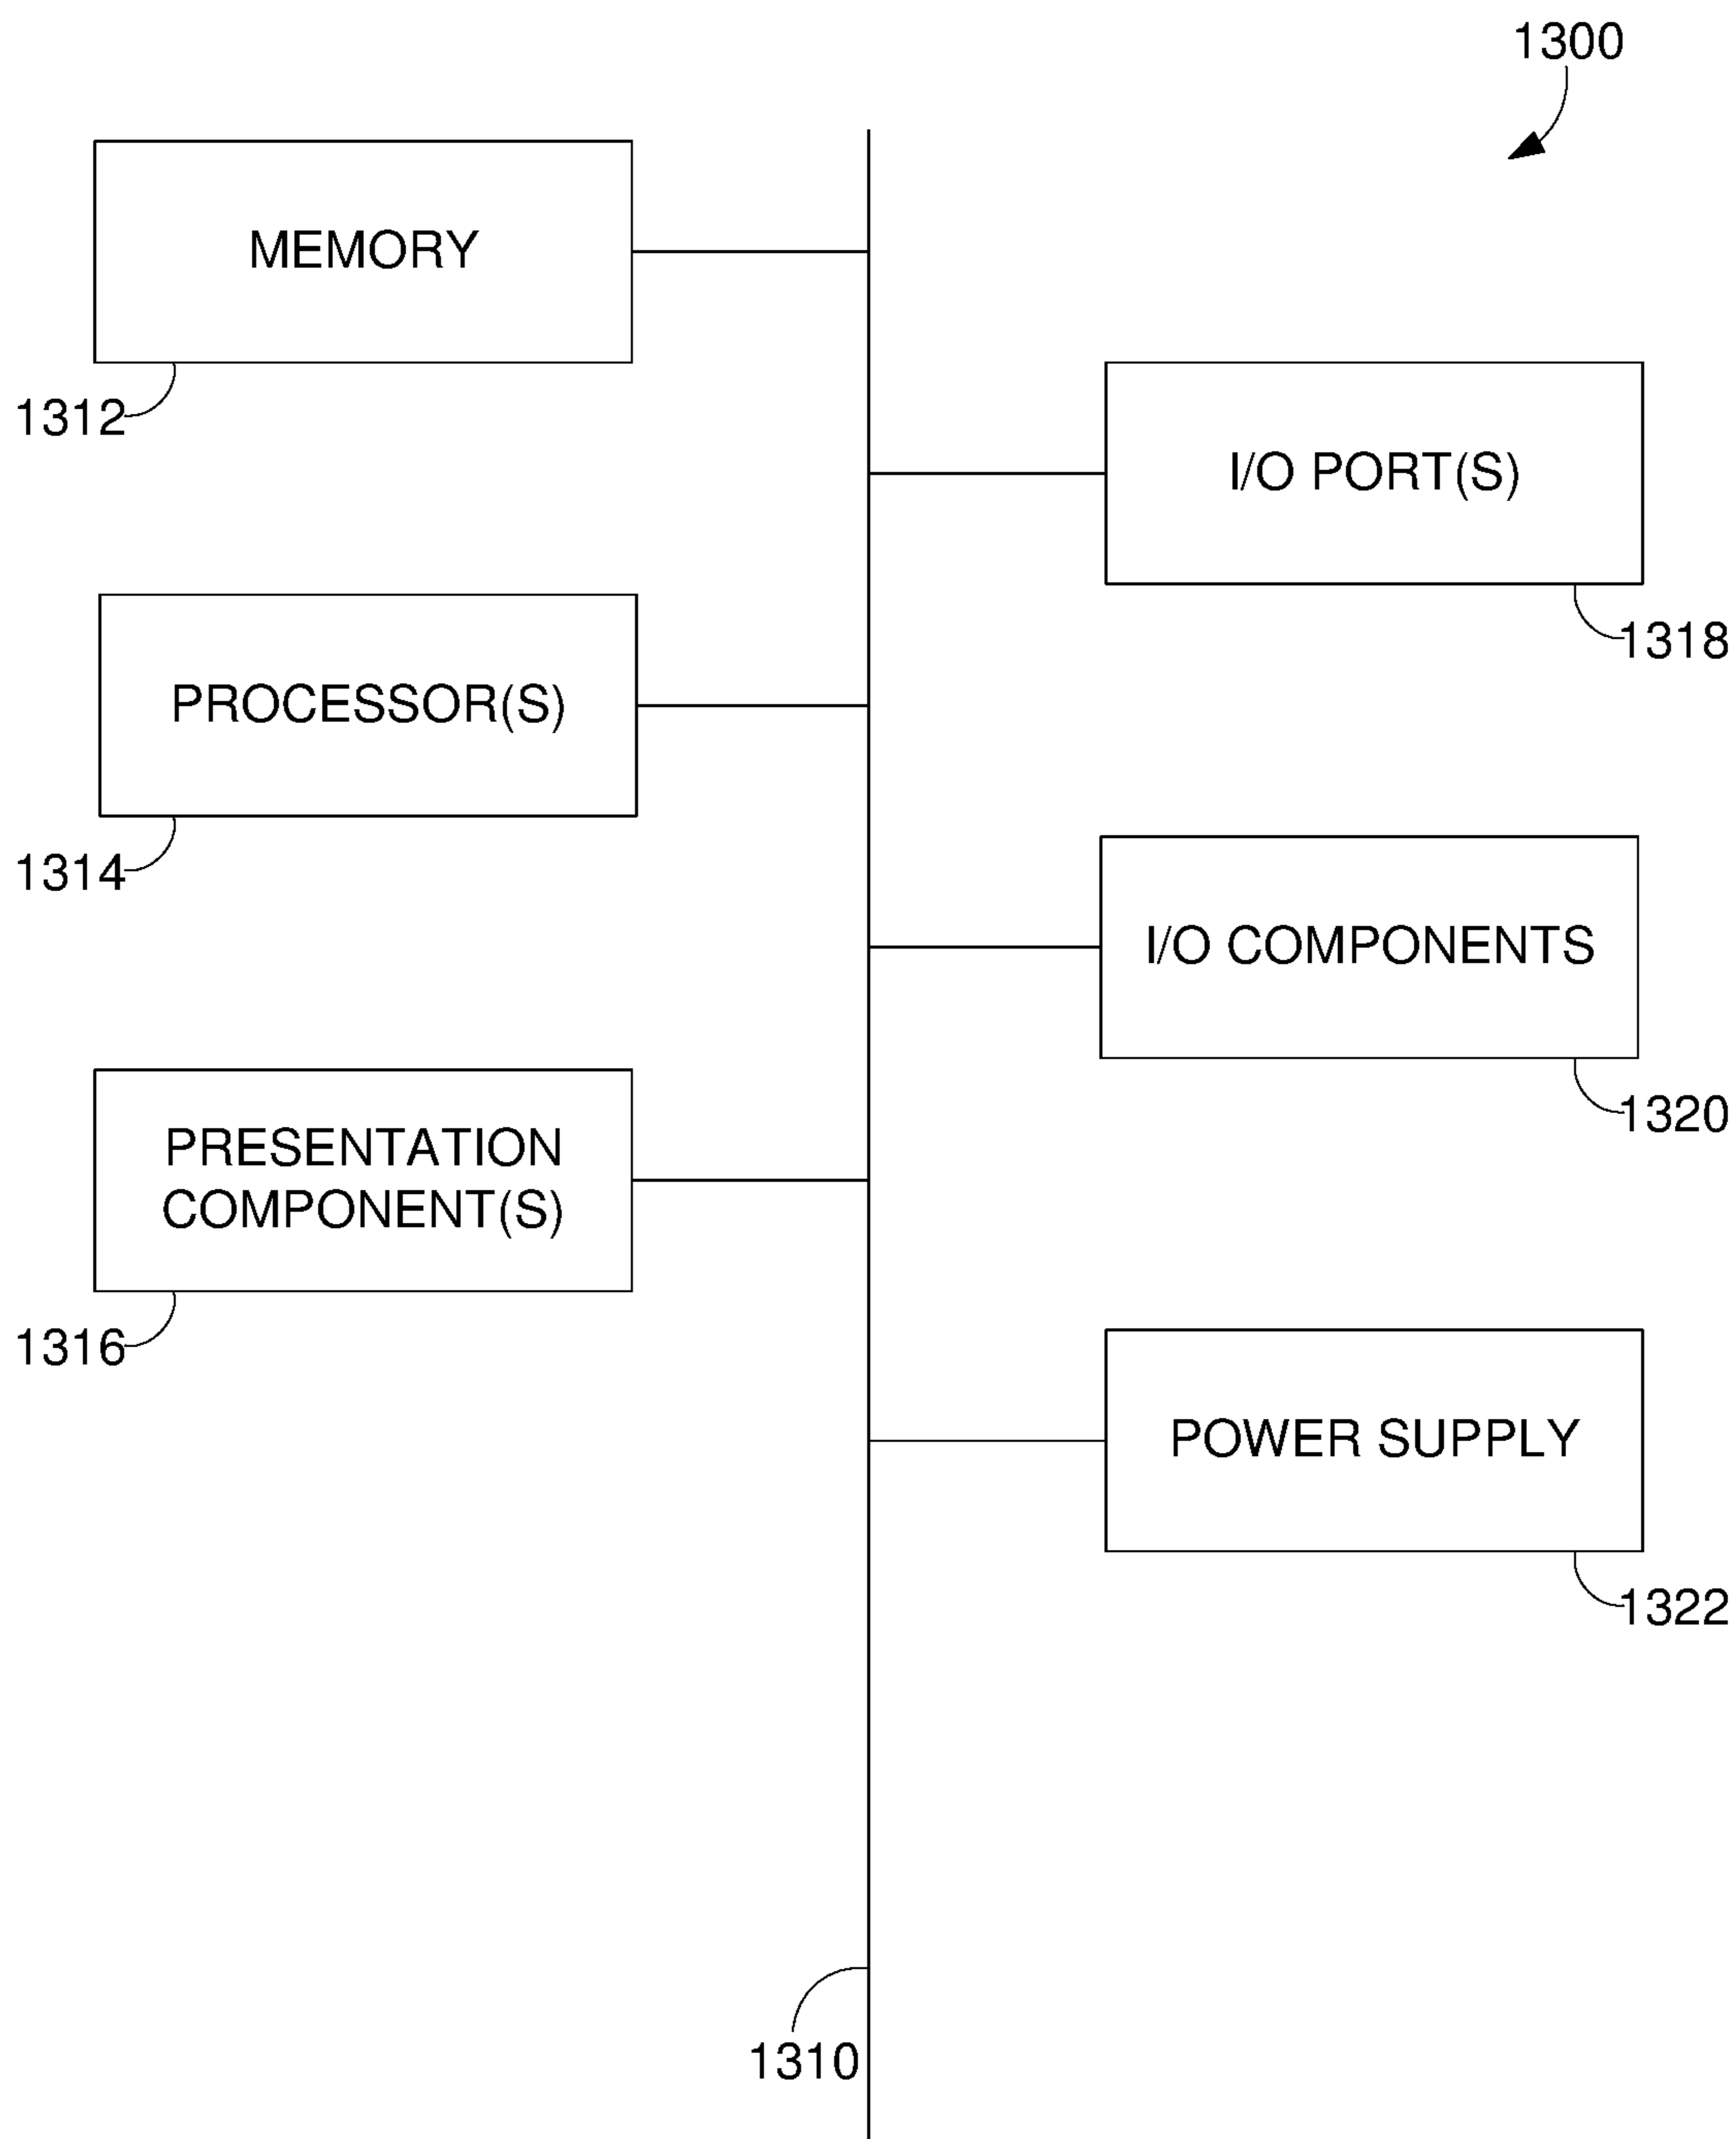 1300
MEMORY
1312
I/O PORT(S)
1318
PROCESSOR(S)
1314
I/O COMPONENTS
1320
PRESENTATION
COMPONENT(S)
1316
POWER SUPPLY
1322
1310